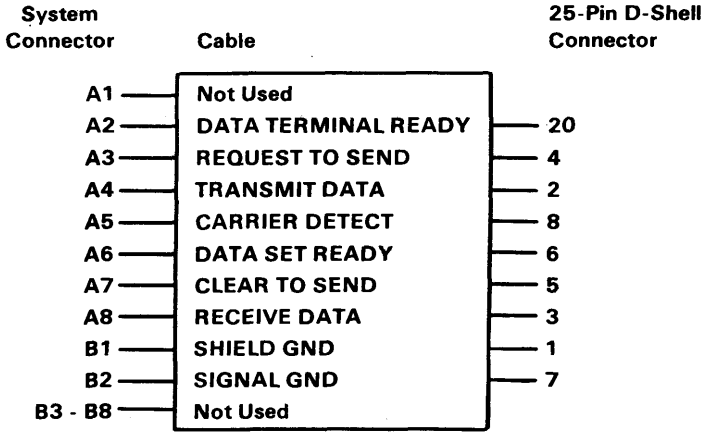 System Connector Cable 25-Pin D-Shell Connector
A1 Not Used
A2 DATA TERMINAL READY 20
A3 REQUEST TO SEND 4
A4 TRANSMIT DATA 2
A5 CARRIER DETECT 8
A6 DATA SET READY 6
A7 CLEAR TO SEND 5
A8 RECEIVE DATA 3
B1 SHIELD GND 1
B2 SIGNAL GND 7
B3 - B8 Not Used